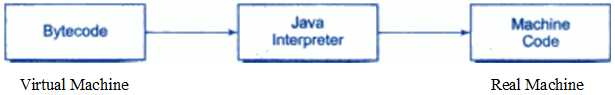 Bytecode
Java
Interpreter
Machine
Code
Virtual Machine
Real Machine